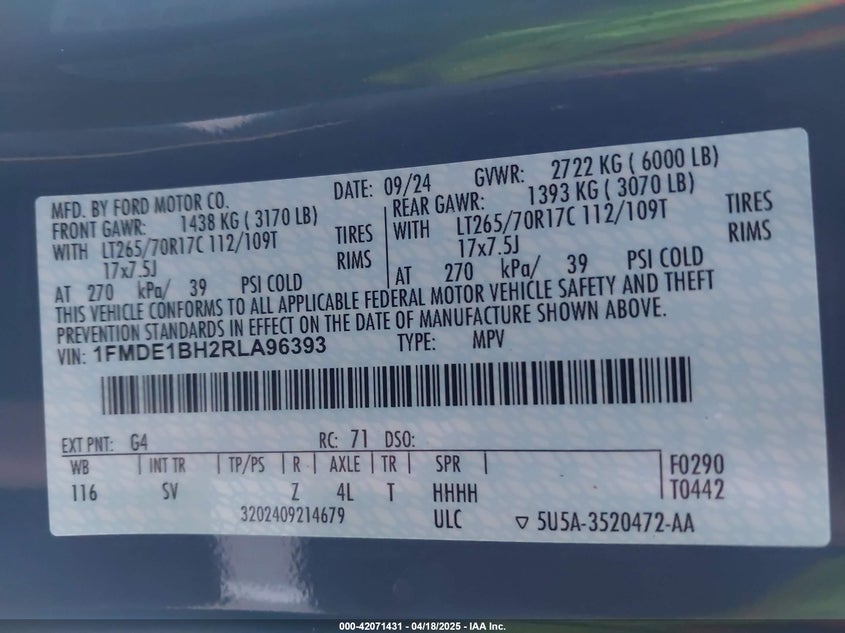 MFD. BY FORD MOTOR CO. DATE: 09/24 GVWR: 2722 KG ( 6000 LB)
FRONT GAWR: 1438 KG ( 3170 LB) REAR GAWR: 1393 KG ( 3070 LB)
WITH LT265/70R17C 112/109T TIRES WITH LT265/70R17C 112/109T TIRES
17x7.5J RIMS 17x7.5J RIMS
AT 270 kPa/ 39 PSI COLD AT 270 kPa/ 39 PSI COLD
THIS VEHICLE CONFORMS TO ALL APPLICABLE FEDERAL MOTOR VEHICLE SAFETY AND THEFT
PREVENTION STANDARDS IN EFFECT ON THE DATE OF MANUFACTURE SHOWN ABOVE.
VIN: 1FMDE1BH2RLA96393 TYPE: MPV
EXT PNT: G4 RC: 71 DSO:
WB INT TR TP/PS R AXLE TR SPR F0290
116 SV Z 4L T HHHH T0442
3202409214679 ULC ▽ 5U5A-3520472-AA
000-42071431 - 04/18/2025 - IAA Inc.